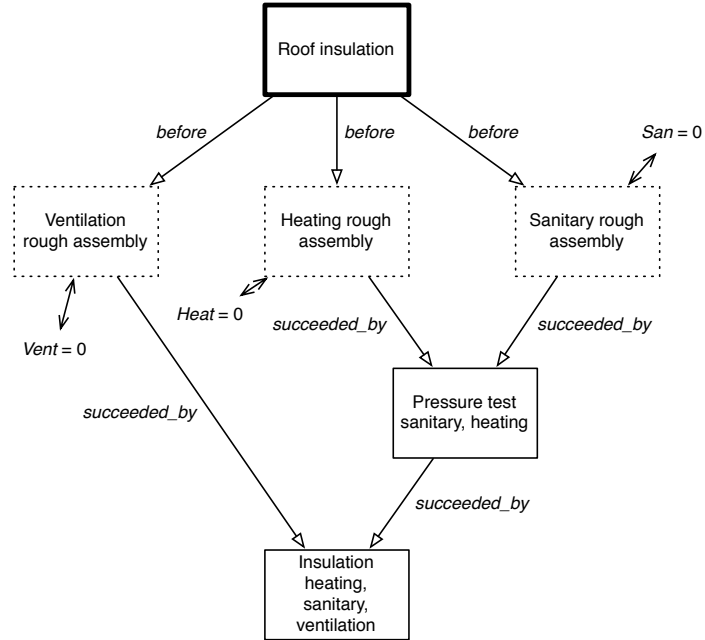 Roof insulation
before
before
before
San = 0
Ventilation
rough assembly
Heating rough
assembly
Sanitary rough
assembly
Heat = 0
Vent = 0
succeeded_by
succeeded_by
succeeded_by
Pressure test
sanitary, heating
succeeded_by
Insulation
heating,
sanitary,
ventilation